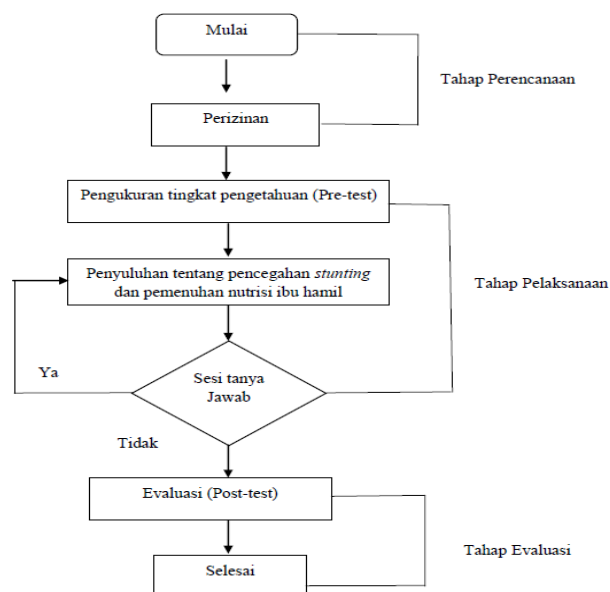 Mulai
Tahap Perencanaan
Perizinan
Pengukuran tingkat pengetahuan (Pre-test)
Penyuluhan tentang pencegahan stunting
dan pemenuhan nutrisi ibu hamil
Tahap Pelaksanaan
Ya
Sesi tanya
Jawab
Tidak
Evaluasi (Post-test)
Tahap Evaluasi
Selesai